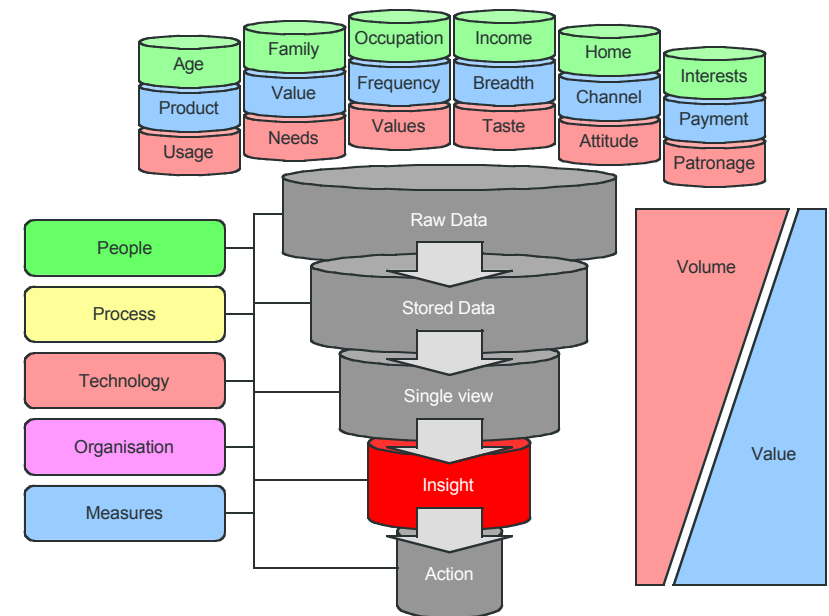 Age
Product
Usage
Family
Value
Needs
Occupation
Frequency
Values
Income
Breadth
Taste
Home
Channel
Attitude
Interests
Payment
Patronage
People
Process
Technology
Organisation
Measures
Raw Data
Stored Data
Single view
Insight
Action
Volume
Value